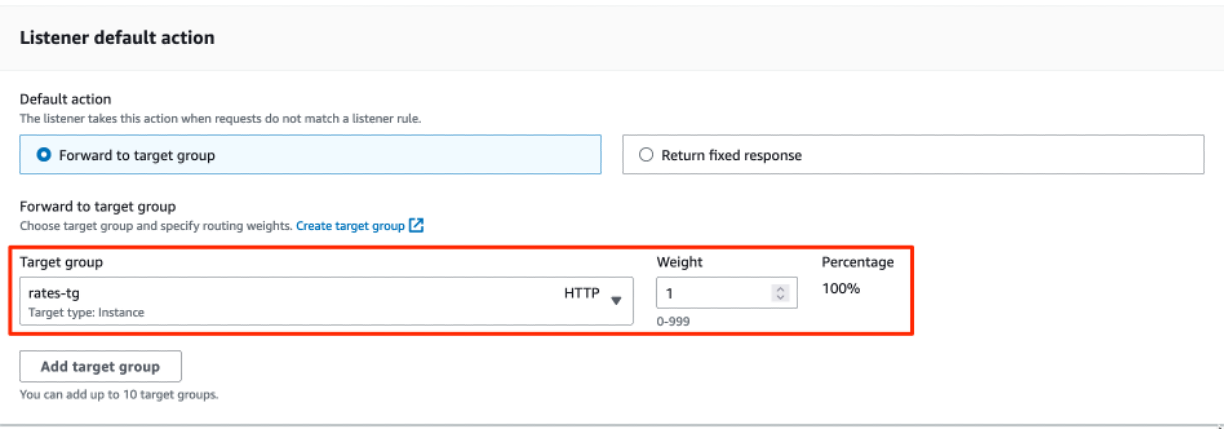 Listener default action
Default action
The listener takes this action when requests do not match a listener rule.
Forward to target group
Return fixed response
Forward to target group
Choose target group and specify routing weights. Create target group
Target group
Weight
Percentage
rates-tg
HTTP
1
100%
Target type: Instance
0-999
Add target group
You can add up to 10 target groups.